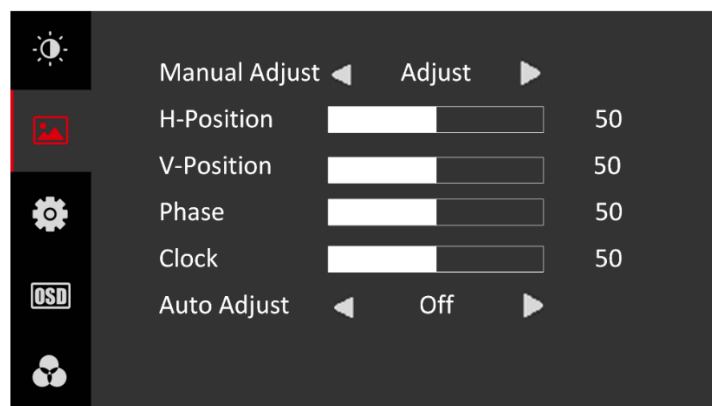 Manual Adjust Adjust
H-Position 50
V-Position 50
Phase 50
Clock 50
OSD
Auto Adjust Off